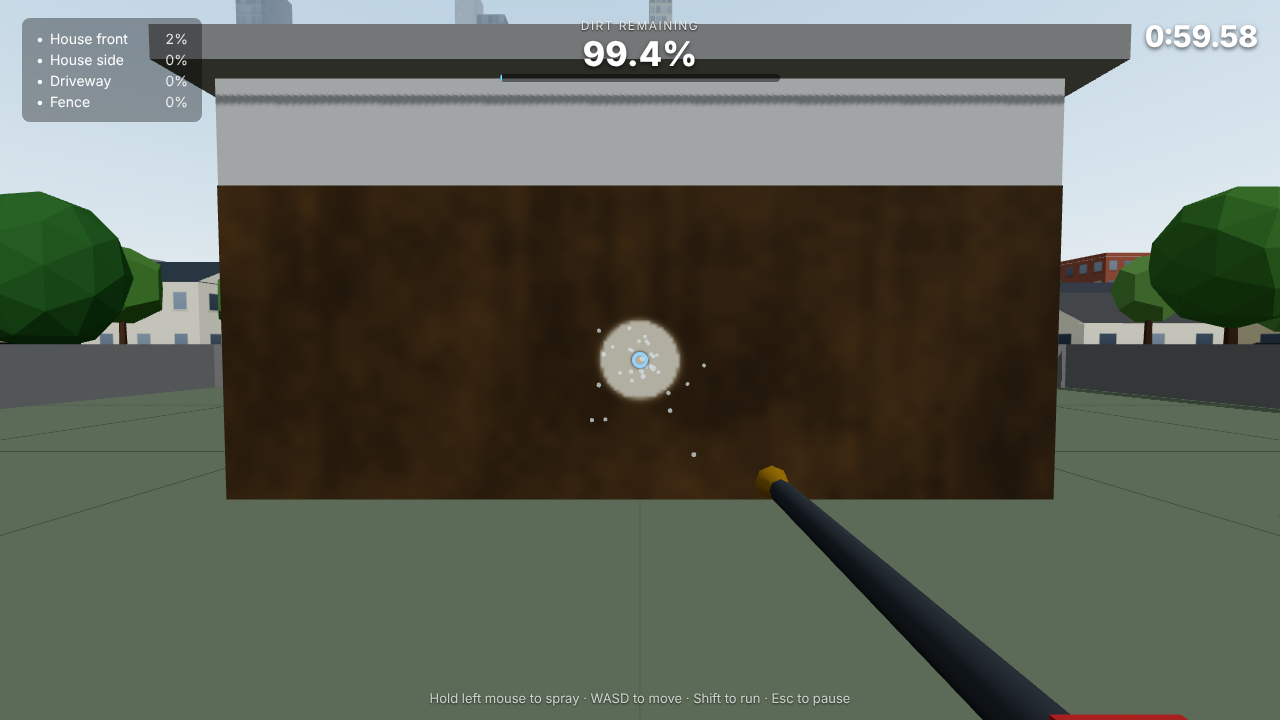 • House front 2%
• House side 0%
• Driveway 0%
• Fence 0%
DIRT REMAINING
99.4%
0:59.58
Hold left mouse to spray · WASD to move · Shift to run · Esc to pause